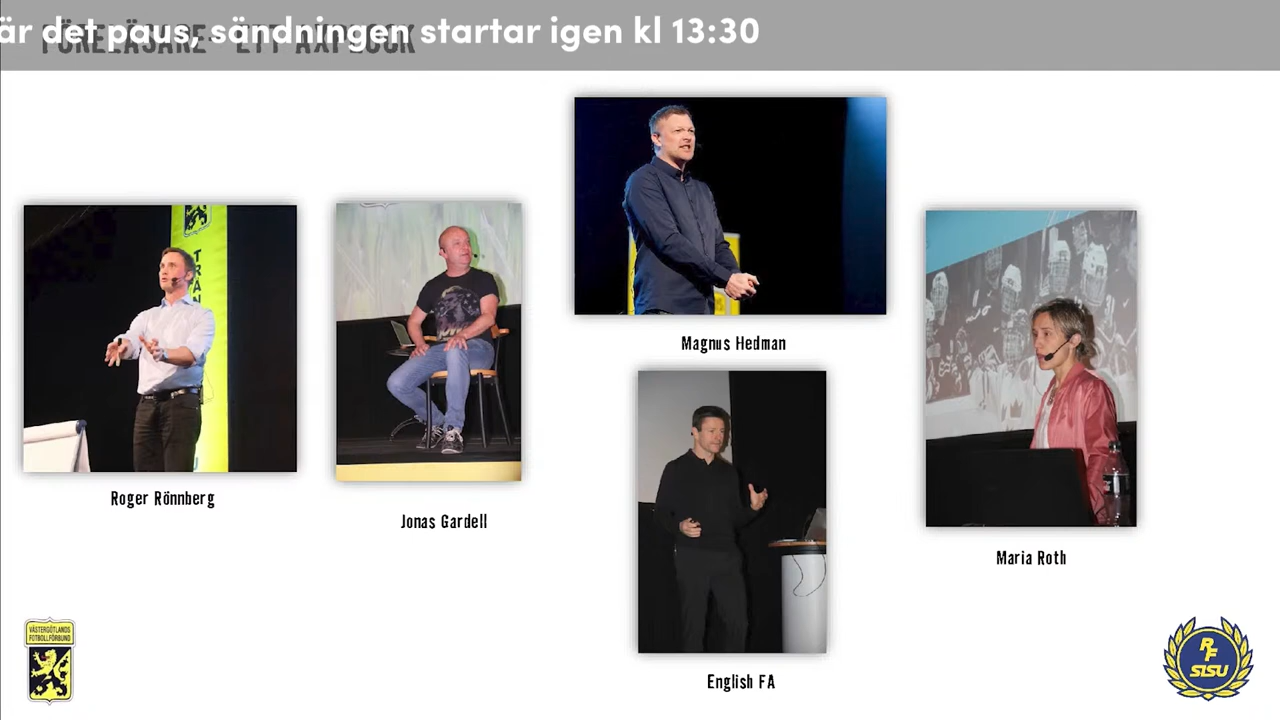 är det paus, sändningen startar igen kl 13:30
FÖRELÄSARE- ETT AXPLOCK
Magnus Hedman
Roger Rönnberg
Jonas Gardell
Maria Roth
English FA
VÄSTERGÖTLANDS
FOTBOLLFÖRBUND
RF
SISU